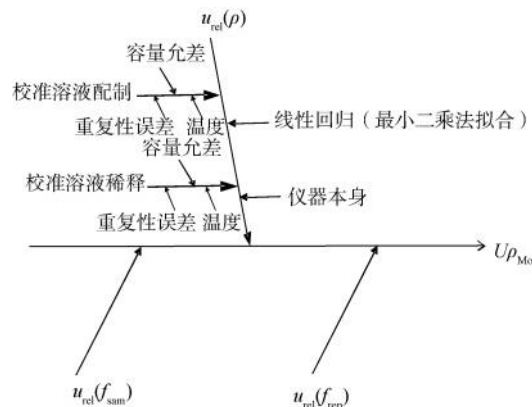 u_rel(ρ)
容量允差
校准溶液配制
重复性误差 温度
线性回归（最小二乘法拟合）
容量允差
校准溶液稀释
仪器本身
重复性误差 温度
Uρ_Mo
u_rel(f_sam)
u_rel(f_rep)